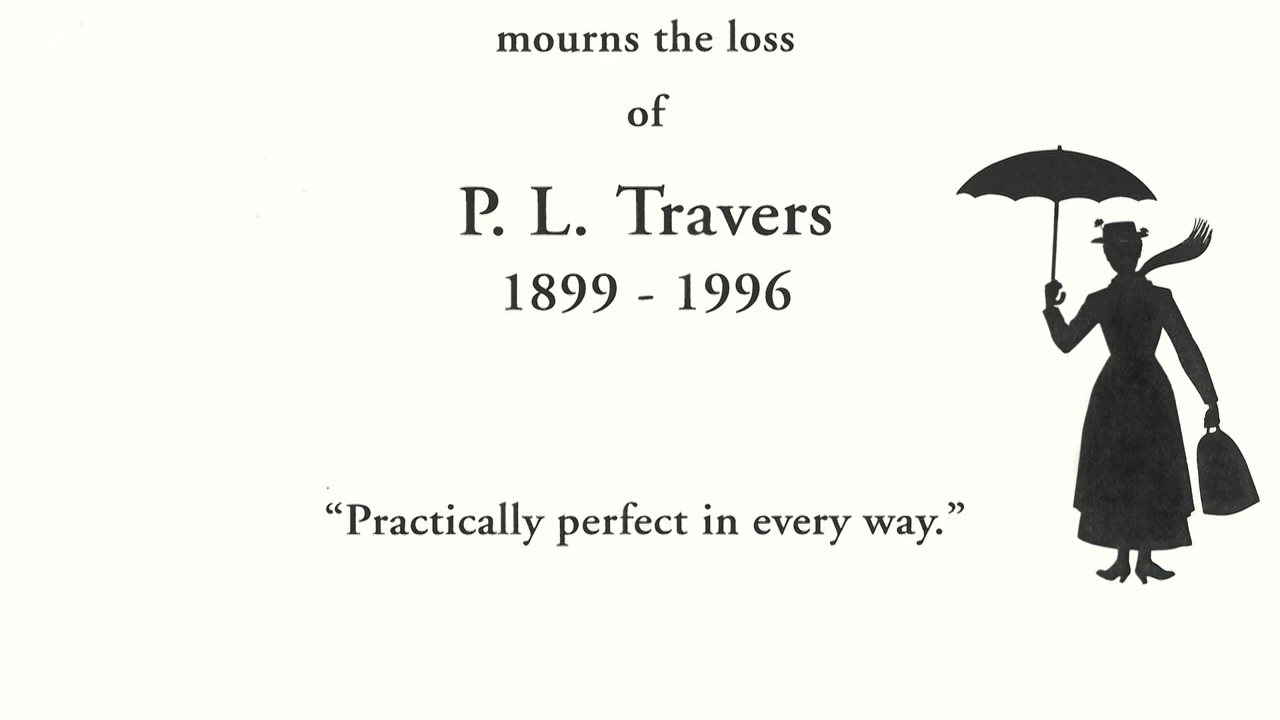 mourns the loss
of
P. L. Travers
1899 - 1996
“Practically perfect in every way.”